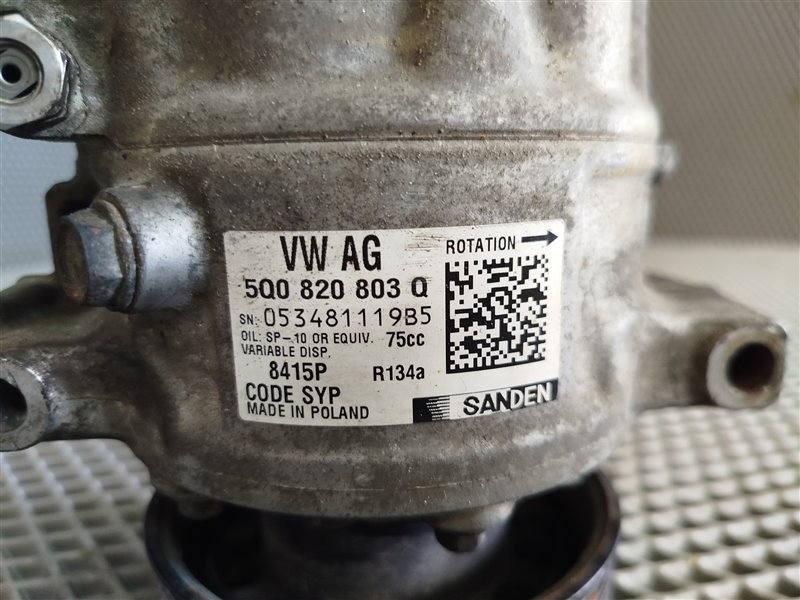 VW AG
ROTATION
5Q0 820 803 Q
SN: 053481119B5
OIL: SP-10 OR EQUIV. 75cc
VARIABLE DISP.
8415P R134a
CODE SYP
MADE IN POLAND
SANDEN